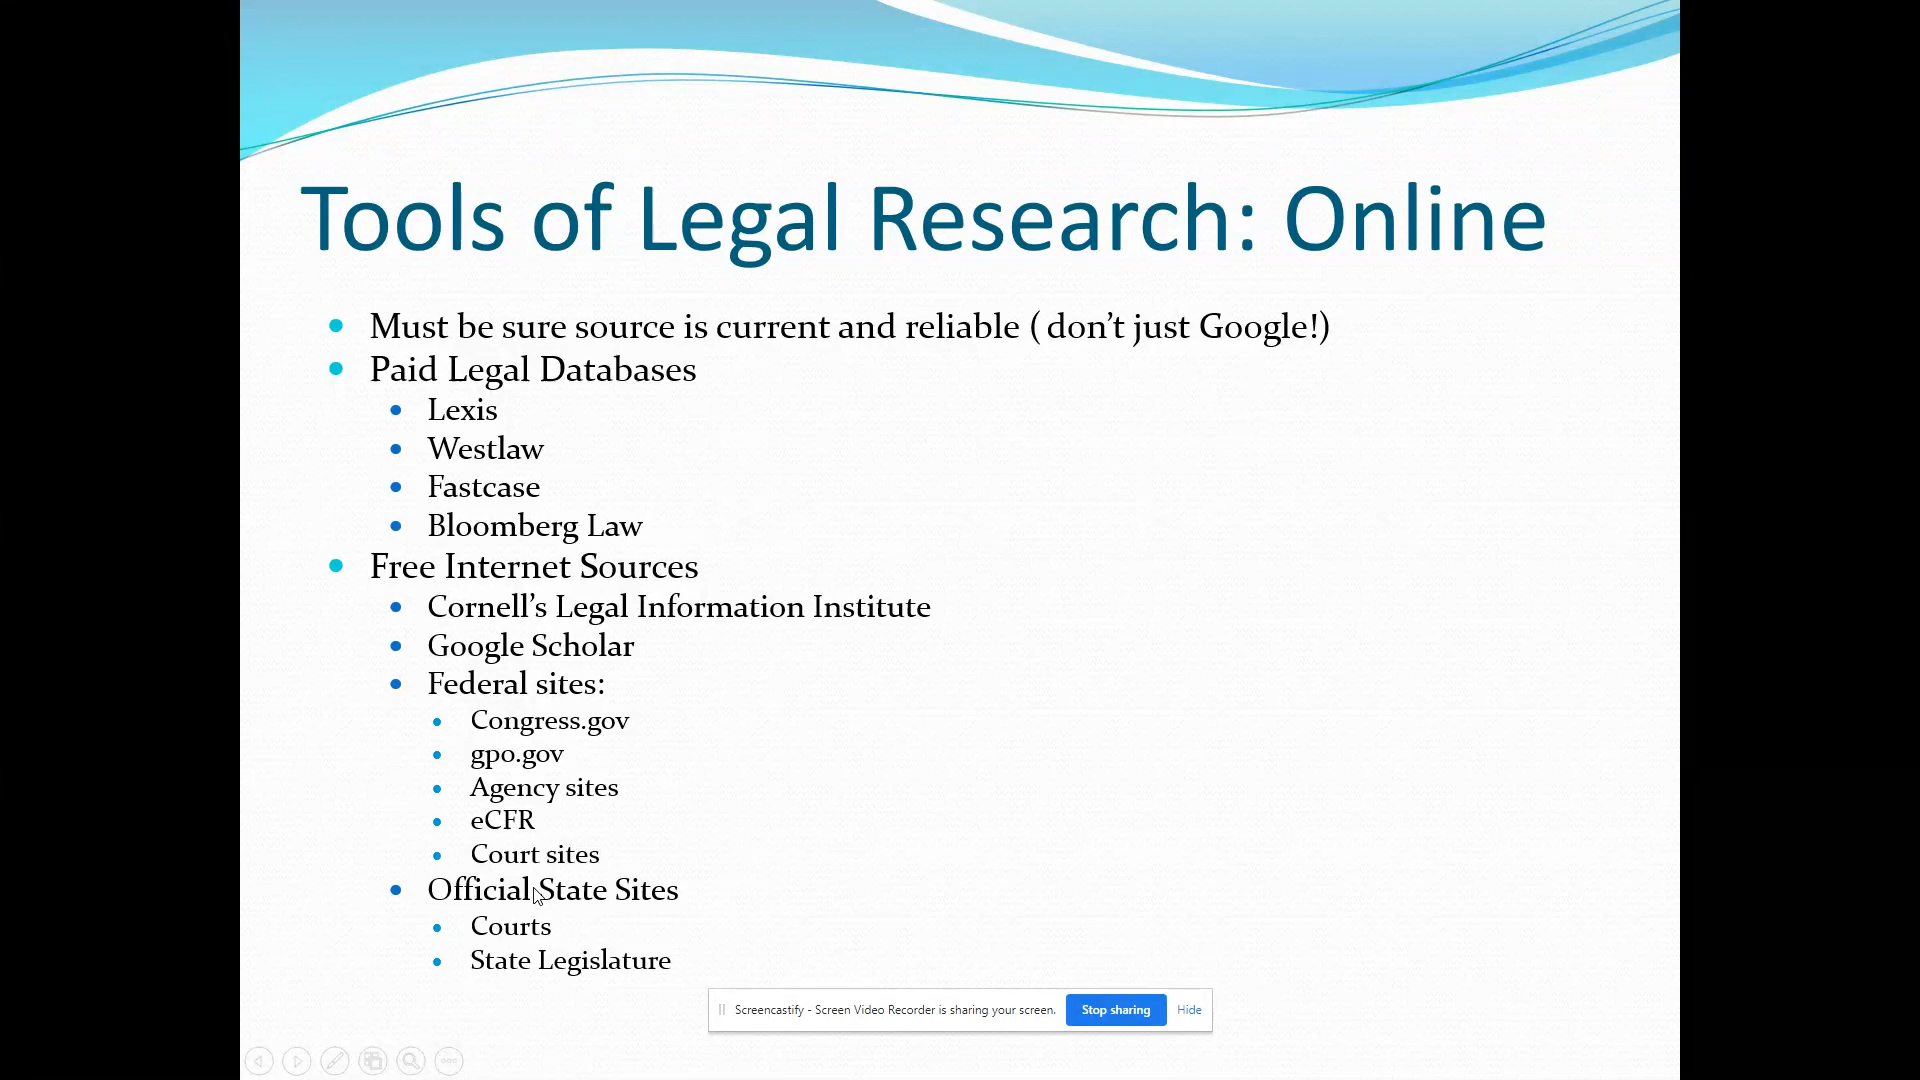 Tools of Legal Research: Online
Must be sure source is current and reliable ( don’t just Google!)
Paid Legal Databases
Lexis
Westlaw
Fastcase
Bloomberg Law
Free Internet Sources
Cornell’s Legal Information Institute
Google Scholar
Federal sites:
Congress.gov
gpo.gov
Agency sites
eCFR
Court sites
Official State Sites
Courts
State Legislature
Screencastify - Screen Video Recorder is sharing your screen. Stop sharing Hide